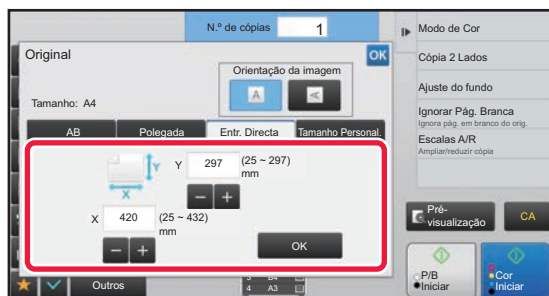 N.º de cópias
1
Original
OK
Orientação da imagem
A
A
Tamanho: A4
AB
Polegada
Entr. Directa
Tamanho Personal.
Y
Y
297
(25 ~ 297)
mm
X
X
420
(25 ~ 432)
mm
OK
Outros
3 B4
4 A3
Modo de Cor
Cópia 2 Lados
Ajuste do fundo
Ignorar Pág. Branca
Ignora pág. em branco do orig.
Escalas A/R
Ampliar/reduzir cópia
Pré-
visualização
CA
P/B
Iniciar
Cor
Iniciar